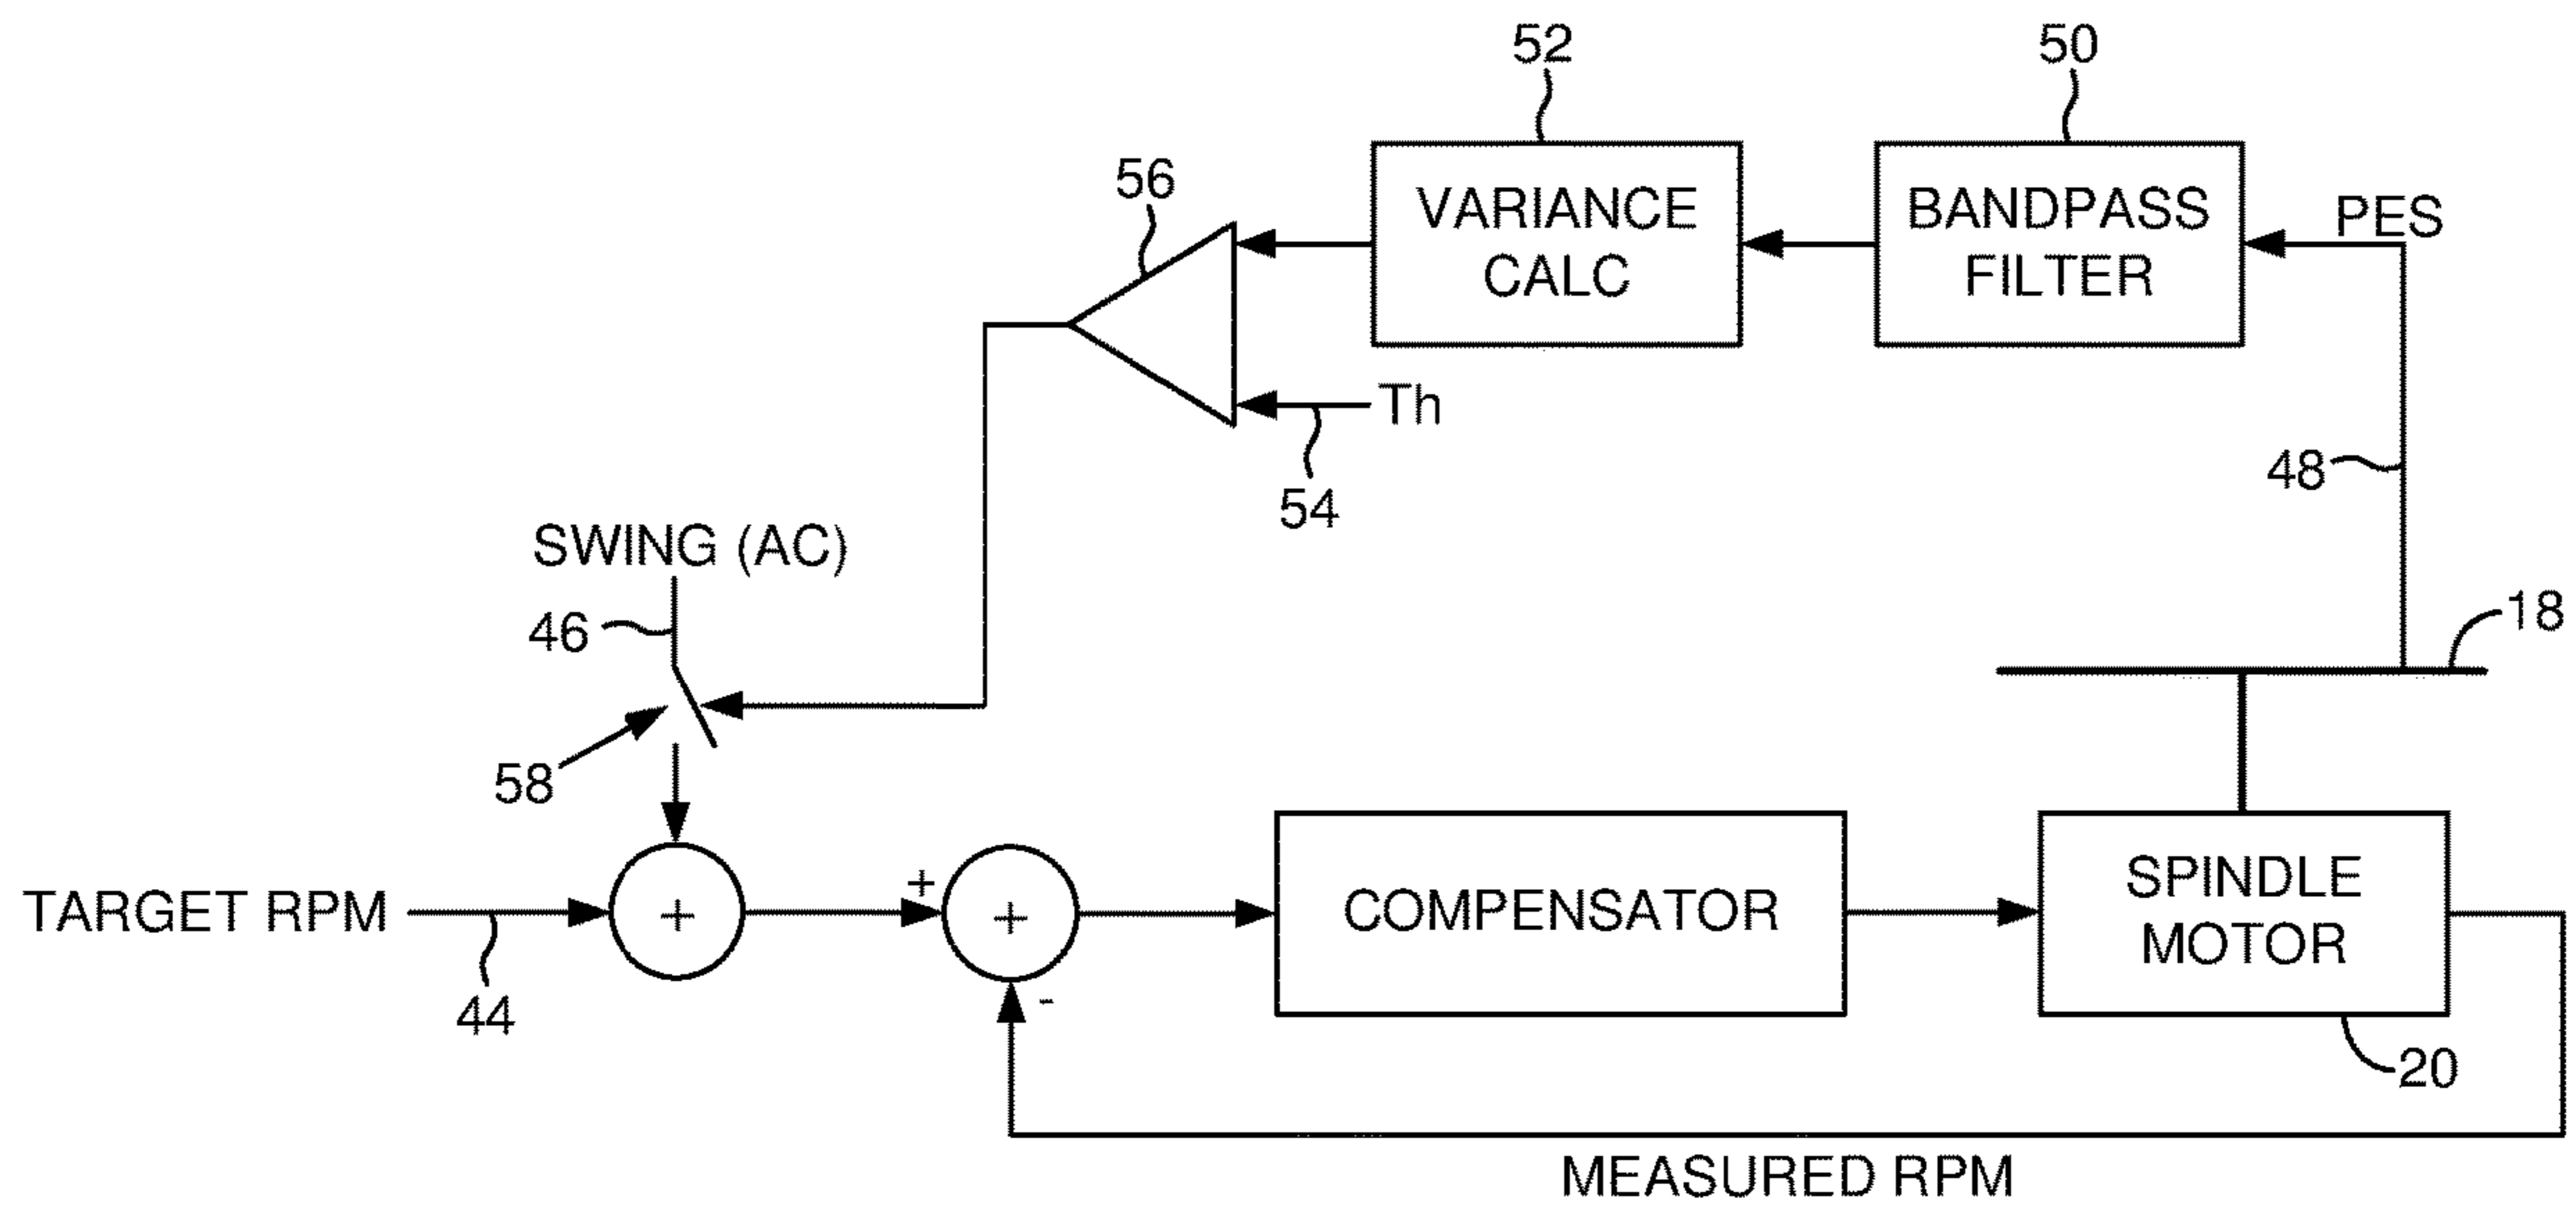 52
50
56
VARIANCE
CALC
BANDPASS
FILTER
PES
Th
54
48
SWING (AC)
46
18
58
TARGET RPM
44
+
+
+
-
COMPENSATOR
SPINDLE
MOTOR
20
MEASURED RPM